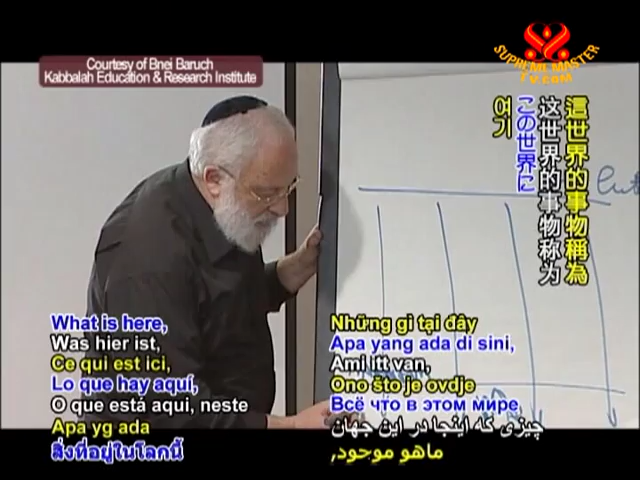 Courtesy of Bnei Baruch
Kabbalah Education & Research Institute
SUPREME MASTER
TV.COM
這世界的事物稱為
这世界的事物称为
この世界に
여기
What is here,
Was hier ist,
Ce qui est ici,
Lo que hay aquí,
O que está aqui, neste
Apa yg ada
สิ่งที่อยู่ในโลกนี้
Những gì tại đây
Apa yang ada di sini,
Ami itt van,
Ono što je ovdje
Всё что в этом мире,
چیزی که اینجا در این جهان
ماهو موجود,